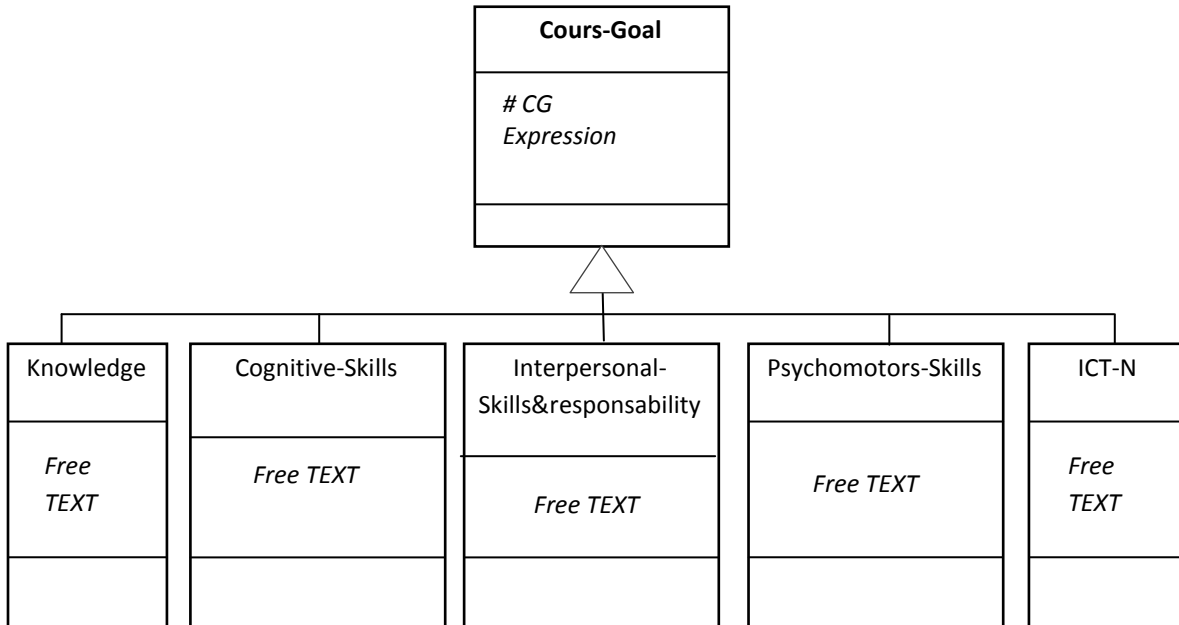 Cours-Goal
# CG
Expression
Knowledge
Free
TEXT
Cognitive-Skills
Free TEXT
Interpersonal-
Skills&responsability
Free TEXT
Psychomotors-Skills
Free TEXT
ICT-N
Free
TEXT